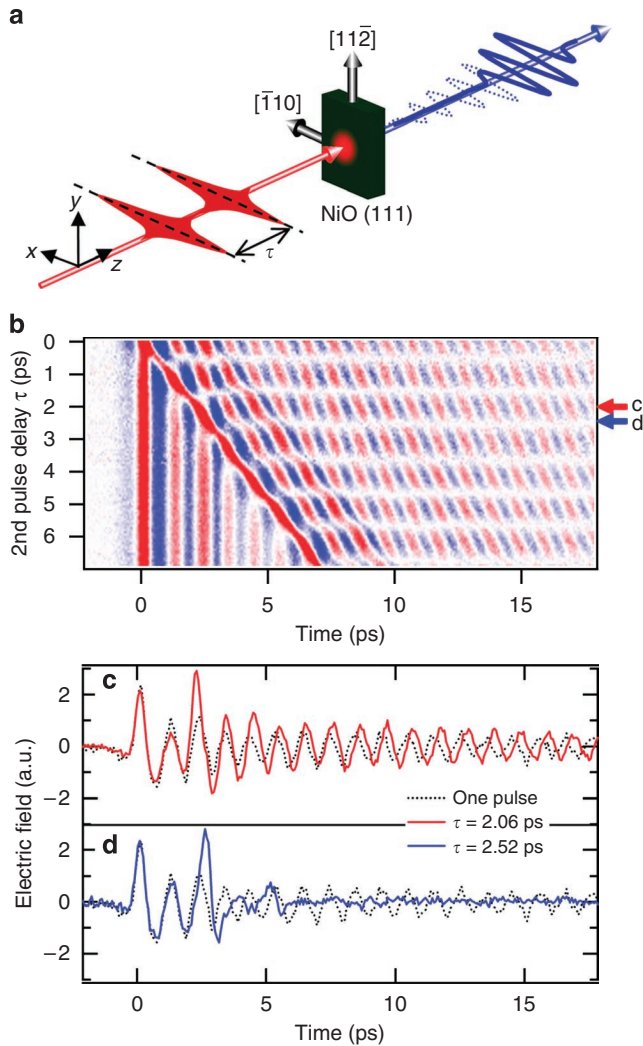 a
[112̄]
[1̄10]
NiO (111)
y
x
z
τ
b
2nd pulse delay τ (ps)
0
1
2
3
4
5
6
c
d
0
5
10
15
Time (ps)
c
2
0
−2
One pulse
τ = 2.06 ps
τ = 2.52 ps
Electric field (a.u.)
d
2
0
−2
0
5
10
15
Time (ps)